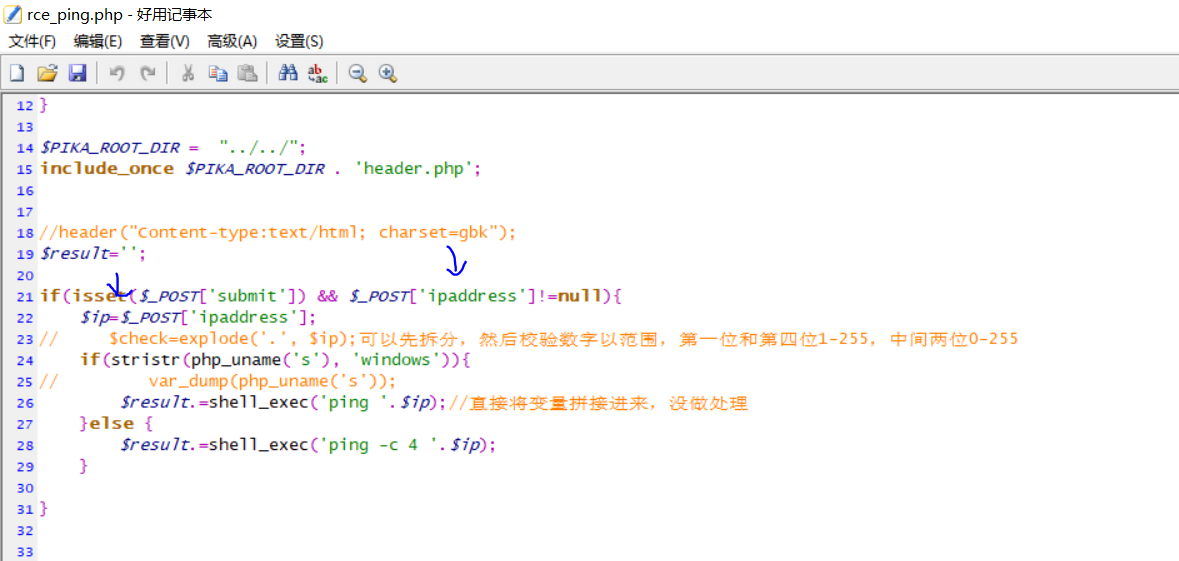 rce_ping.php - 好用记事本
文件(F) 编辑(E) 查看(V) 高级(A) 设置(S)
ab ac
12 }
13
14 $PIKA_ROOT_DIR =  "../../";
15 include_once $PIKA_ROOT_DIR . 'header.php';
16
17
18 //header("Content-type:text/html; charset=gbk");
19 $result='';
20
21 if(isset($_POST['submit']) && $_POST['ipaddress']!=null){
22     $ip=$_POST['ipaddress'];
23 //     $check=explode('.', $ip);可以先拆分，然后校验数字以范围，第一位和第四位1-255，中间两位0-255
24     if(stristr(php_uname('s'), 'windows')){
25 //         var_dump(php_uname('s'));
26         $result.=shell_exec('ping '.$ip);//直接将变量拼接进来，没做处理
27     }else {
28         $result.=shell_exec('ping -c 4 '.$ip);
29     }
30
31 }
32
33